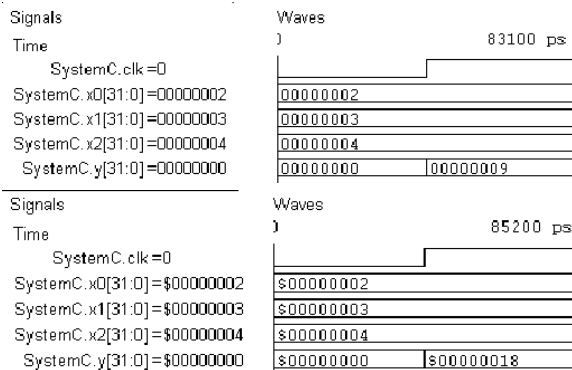 Signals Waves
Time 0 83100 ps
SystemC.clk=0
SystemC.x0[31:0]=00000002 00000002
SystemC.x1[31:0]=00000003 00000003
SystemC.x2[31:0]=00000004 00000004
SystemC.y[31:0]=00000000 00000000 00000009
Signals Waves
Time 85200 ps
SystemC.clk=0
SystemC.x0[31:0]=$00000002 $00000002
SystemC.x1[31:0]=$00000003 $00000003
SystemC.x2[31:0]=$00000004 $00000004
SystemC.y[31:0]=$00000000 $00000000 $00000018